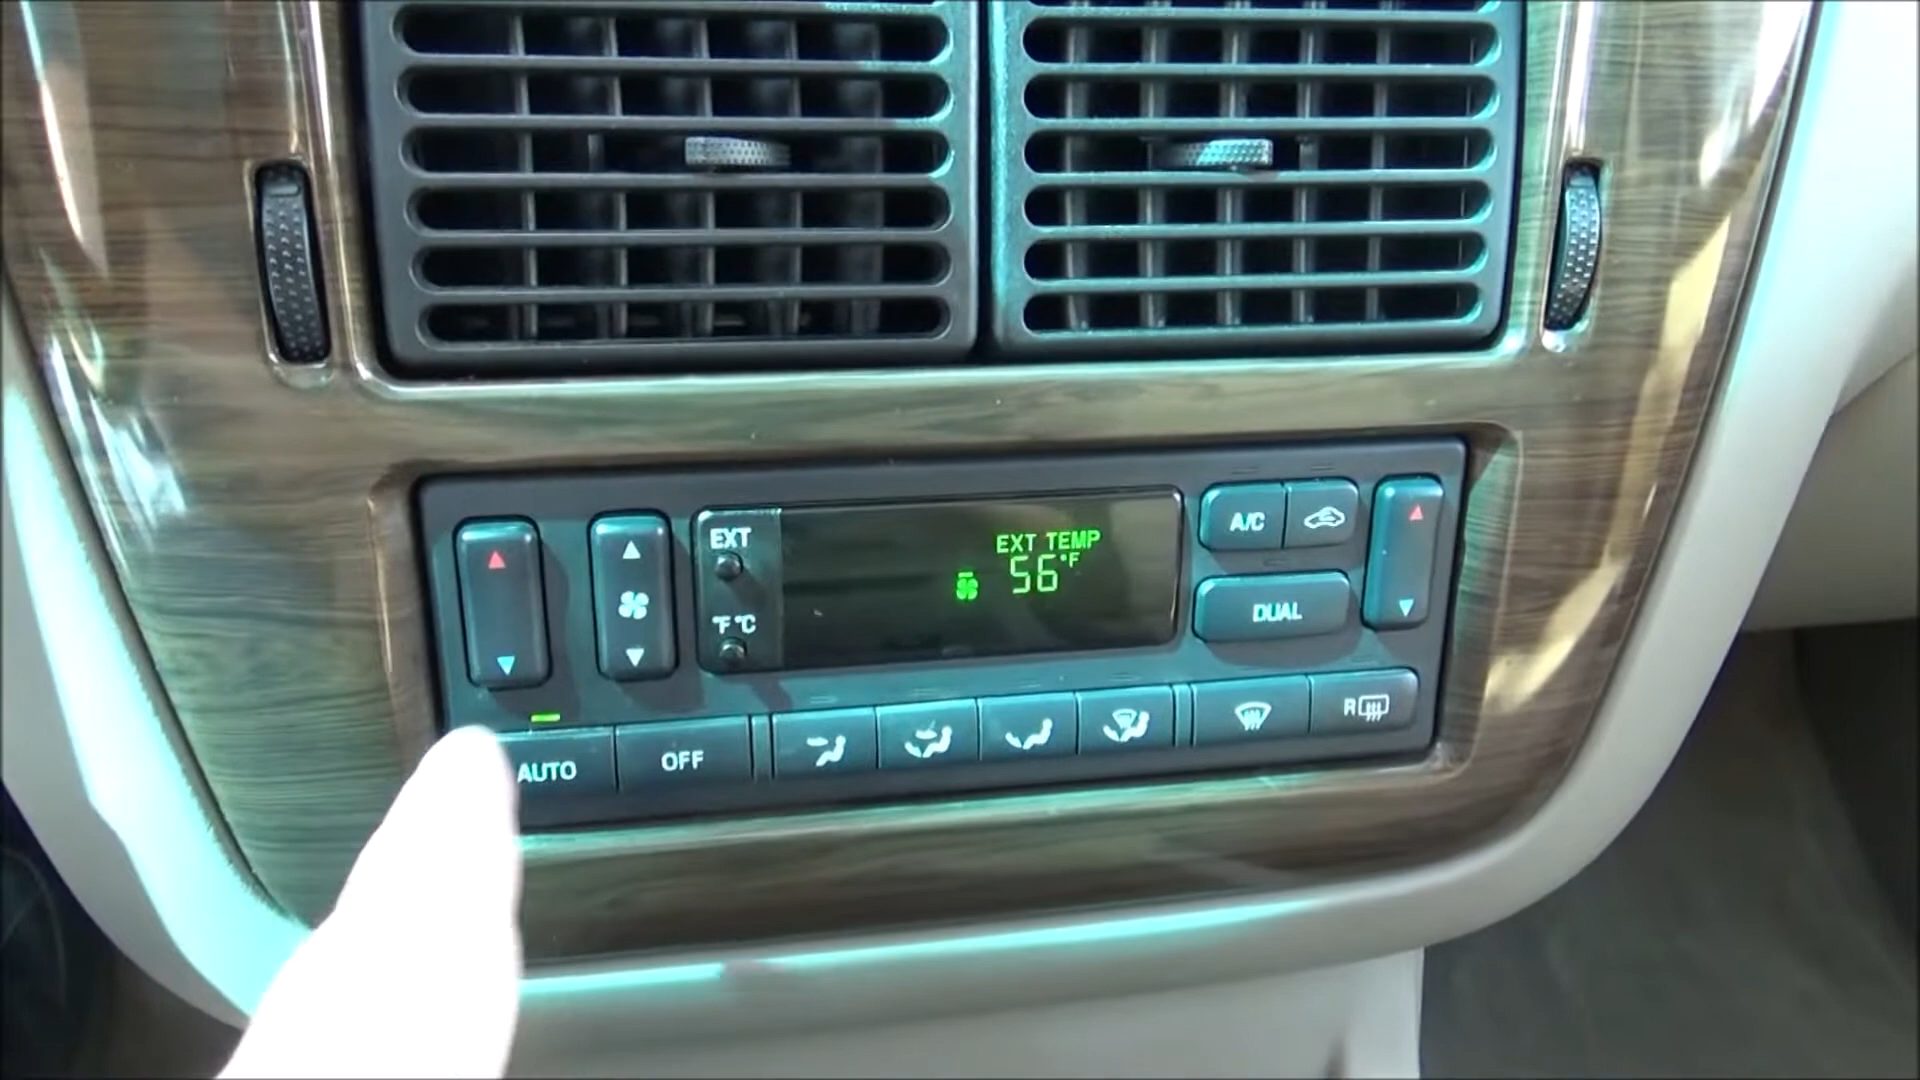 EXT
EXT TEMP
56°F
A/C
°F °C
DUAL
AUTO
OFF
R